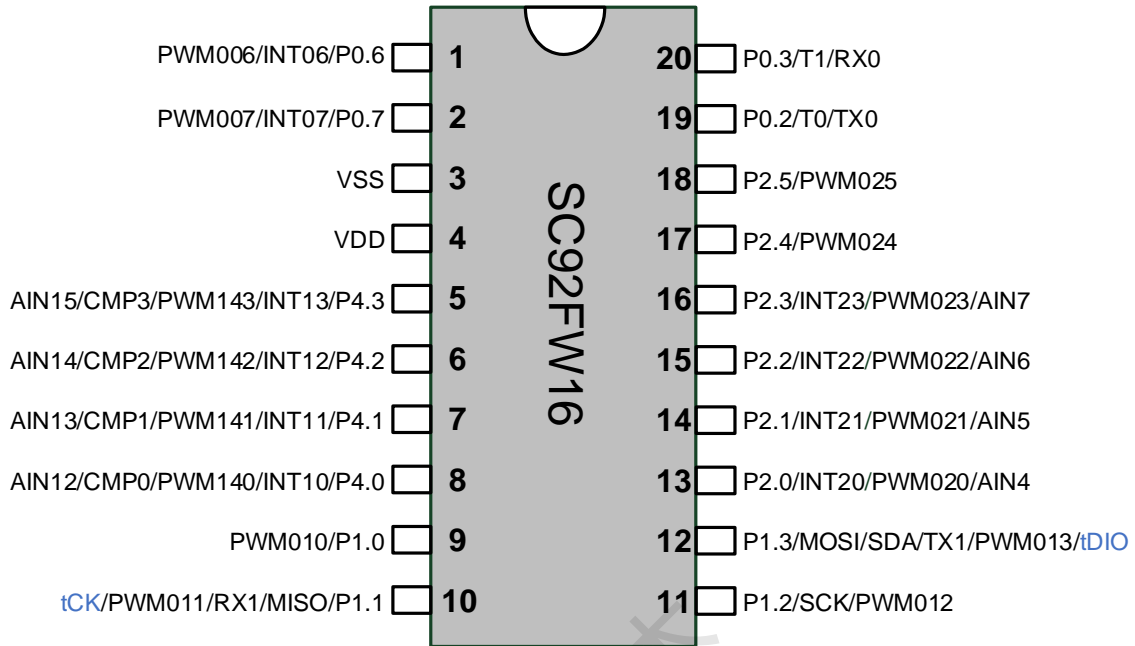 PWM006/INT06/P0.6 1 20 P0.3/T1/RX0
PWM007/INT07/P0.7 2 19 P0.2/T0/TX0
VSS 3 18 P2.5/PWM025
VDD 4 17 P2.4/PWM024
AIN15/CMP3/PWM143/INT13/P4.3 5 16 P2.3/INT23/PWM023/AIN7
AIN14/CMP2/PWM142/INT12/P4.2 6 15 P2.2/INT22/PWM022/AIN6
AIN13/CMP1/PWM141/INT11/P4.1 7 14 P2.1/INT21/PWM021/AIN5
AIN12/CMP0/PWM140/INT10/P4.0 8 13 P2.0/INT20/PWM020/AIN4
PWM010/P1.0 9 12 P1.3/MOSI/SDA/TX1/PWM013/tDIO
tCK/PWM011/RX1/MISO/P1.1 10 11 P1.2/SCK/PWM012
SC92FW16